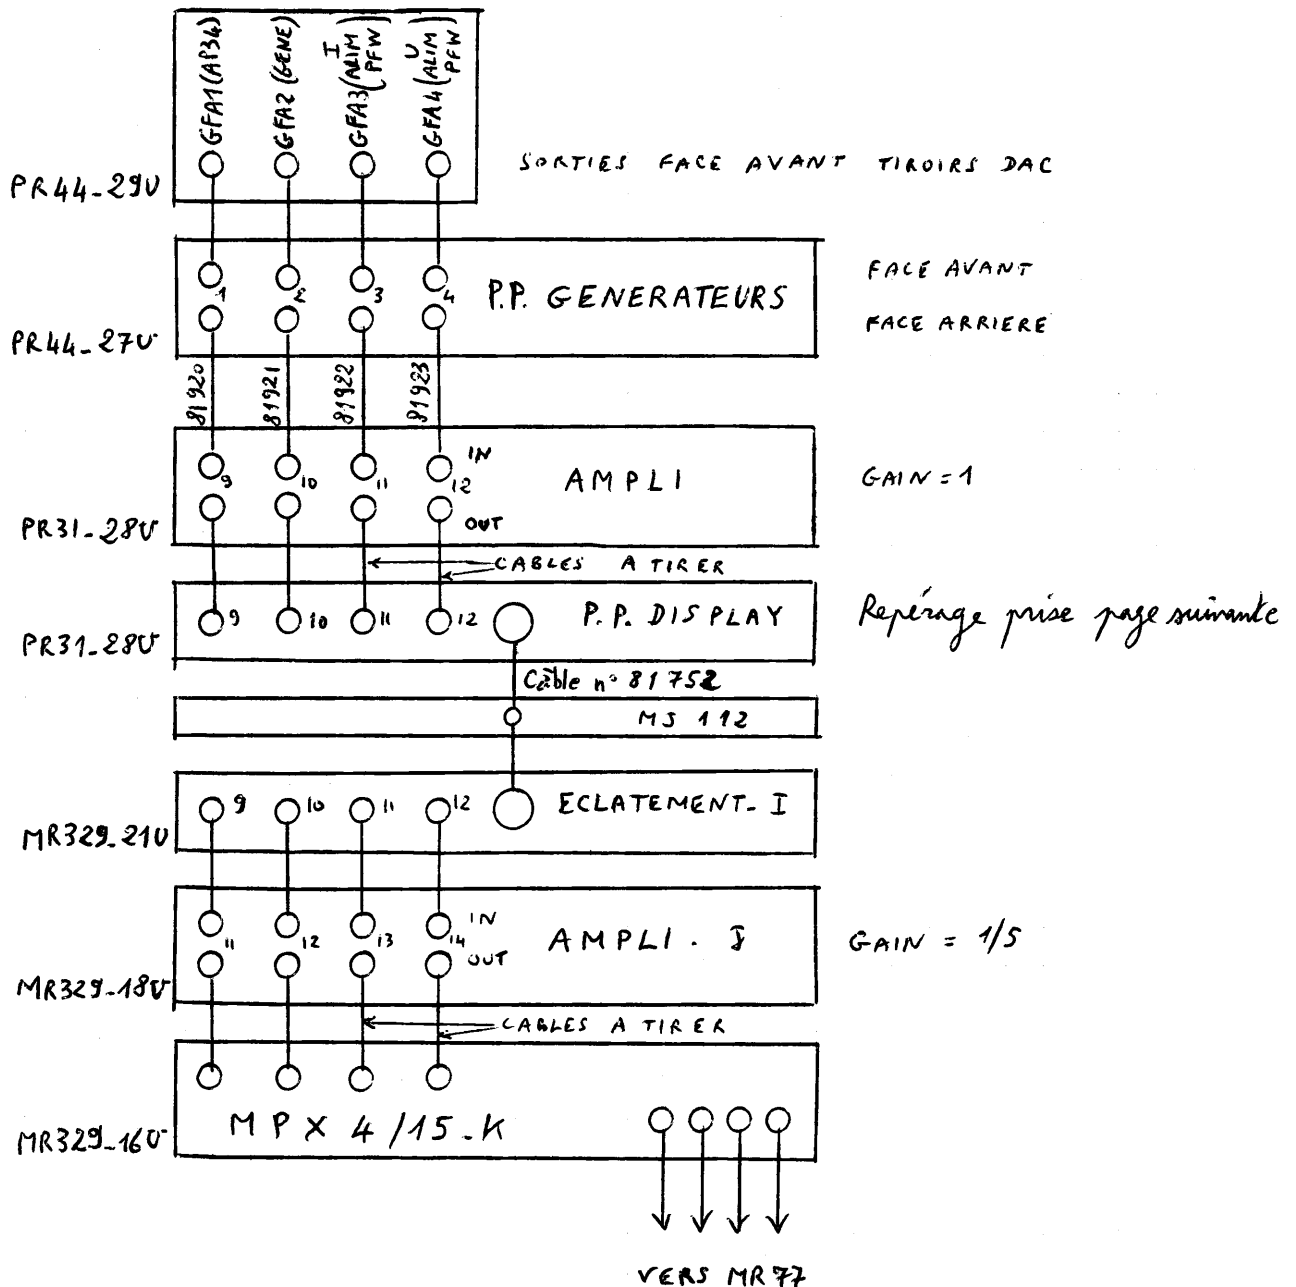 GFA1 (AP34)
GFA2 (GENE)
I
GFA3 (ALIM PFW)
U
GFA4 (ALIM PFW)
SORTIES FACE AVANT TIROIRS DAC
PR44-29U
1 2 3 4
P.P. GENERATEURS
FACE AVANT
FACE ARRIERE
PR44-27U
81920
81921
81922
81923
9 10 11 12
IN
OUT
AMPLI
GAIN = 1
PR31-28U
CABLES A TIRER
9 10 11 12
P.P. DISPLAY
Repérage prise page suivante
PR31-28U
Câble n° 81752
MS 112
9 10 11 12
ECLATEMENT-I
MR329-21U
11 12 13 14
IN
OUT
AMPLI. J
GAIN = 1/5
MR329-18U
CABLES A TIRER
MPX 4/15-K
MR329-16U
VERS MR77